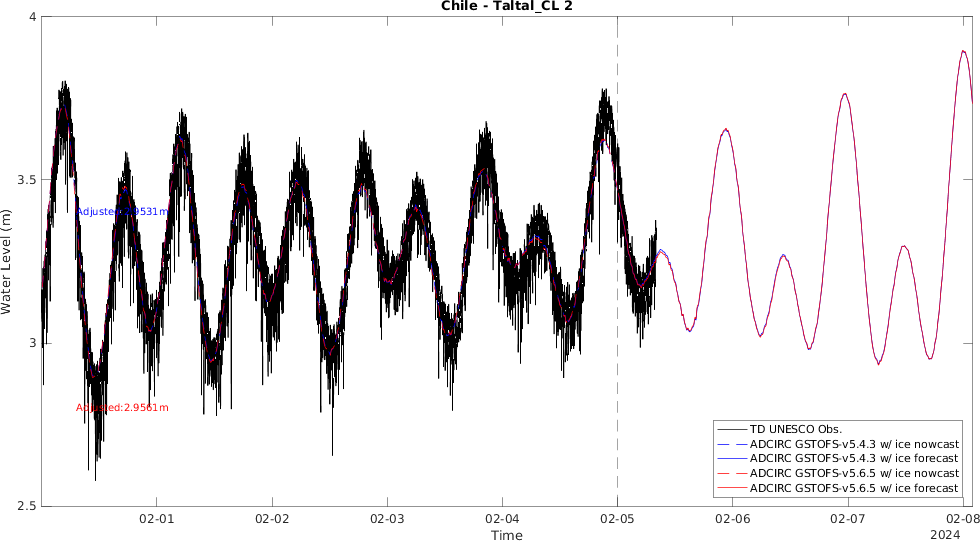 Chile - Taltal_CL 2
4
3.5
3
2.5
Water Level (m)
Adjusted:2.9531m
Adjusted:2.9561m
TD UNESCO Obs.
ADCIRC GSTOFS-v5.4.3 w/ ice nowcast
ADCIRC GSTOFS-v5.4.3 w/ ice forecast
ADCIRC GSTOFS-v5.6.5 w/ ice nowcast
ADCIRC GSTOFS-v5.6.5 w/ ice forecast
02-01 02-02 02-03 02-04 02-05 02-06 02-07 02-08
Time
2024